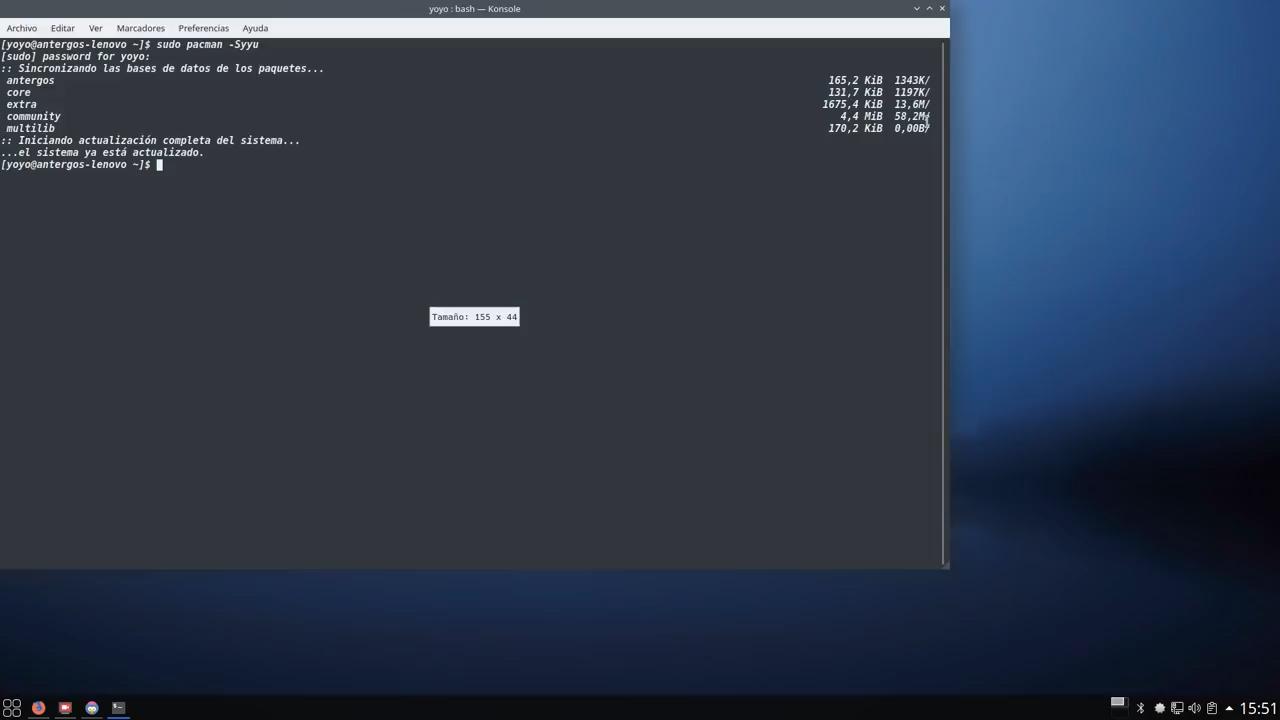 yoyo : bash — Konsole
Archivo Editar Ver Marcadores Preferencias Ayuda
[yoyo@antergos-lenovo ~]$ sudo pacman -Syyu
[sudo] password for yoyo:
:: Sincronizando las bases de datos de los paquetes...
antergos 165,2 KiB 1343K/
core 131,7 KiB 1197K/
extra 1675,4 KiB 13,6M/
community 4,4 MiB 58,2M/
multilib 170,2 KiB 0,00B/
:: Iniciando actualización completa del sistema...
...el sistema ya está actualizado.
[yoyo@antergos-lenovo ~]$
Tamaño: 155 x 44
15:51